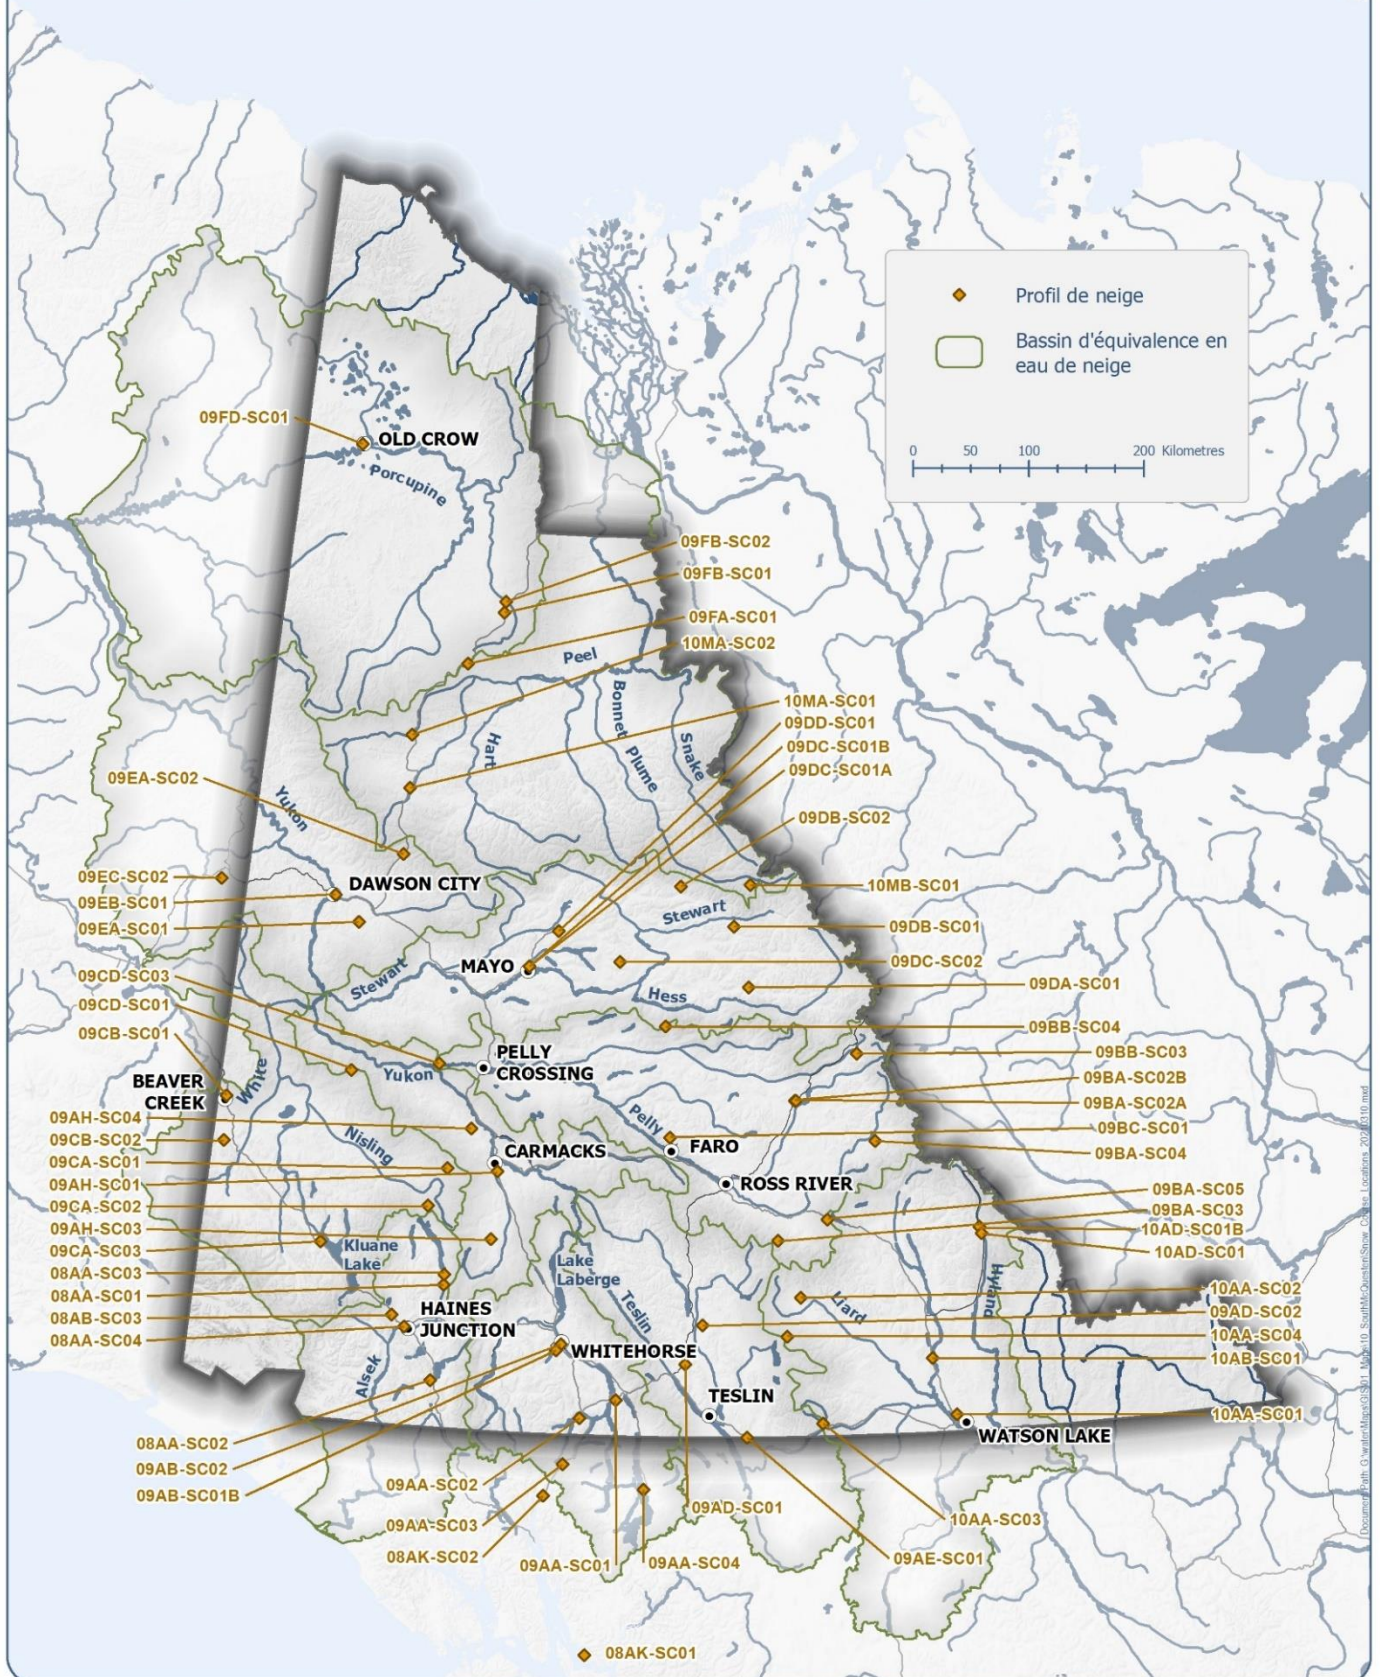 Profil de neige
Bassin d'équivalence en
eau de neige
0 50 100 200 Kilometres
09FD-SC01
OLD CROW
Porcupine
09FB-SC02
09FB-SC01
09FA-SC01
10MA-SC02
Peel
Bonnet Plume
Snake
Hart
10MA-SC01
09DD-SC01
09DC-SC01B
09DC-SC01A
09DB-SC02
09EA-SC02
Yukon
09EC-SC02
09EB-SC01
09EA-SC01
DAWSON CITY
10MB-SC01
Stewart
09DB-SC01
09DC-SC02
MAYO
Stewart
Hess
09DA-SC01
09CD-SC03
09CD-SC01
09CB-SC01
09BB-SC04
09BB-SC03
PELLY
CROSSING
Yukon
White
BEAVER
CREEK
09BA-SC02B
09BA-SC02A
09BC-SC01
09BA-SC04
Pelly
FARO
09AH-SC04
09CB-SC02
09CA-SC01
09AH-SC01
09CA-SC02
09AH-SC03
09CA-SC03
08AA-SC03
08AA-SC01
08AB-SC03
08AA-SC04
Nisling
CARMACKS
ROSS RIVER
09BA-SC05
09BA-SC03
10AD-SC01B
10AD-SC01
Kluane
Lake
Lake
Laberge
Teslin
Liard
Hyland
10AA-SC02
09AD-SC02
10AA-SC04
10AB-SC01
HAINES
JUNCTION
WHITEHORSE
Alsek
TESLIN
10AA-SC01
WATSON LAKE
08AA-SC02
09AB-SC02
09AB-SC01B
09AA-SC02
09AA-SC03
08AK-SC02
09AA-SC01
09AA-SC04
09AD-SC01
10AA-SC03
09AE-SC01
08AK-SC01